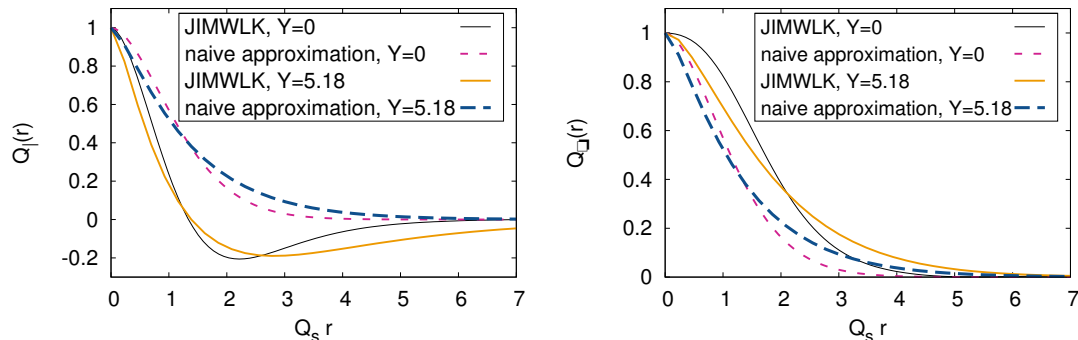 JIMWLK, Y=0
naive approximation, Y=0
JIMWLK, Y=5.18
naive approximation, Y=5.18
1
0.8
0.6
0.4
0.2
0
-0.2
Q|(r)
0 1 2 3 4 5 6 7
Qs r
JIMWLK, Y=0
naive approximation, Y=0
JIMWLK, Y=5.18
naive approximation, Y=5.18
1
0.8
0.6
0.4
0.2
0
Q□(r)
0 1 2 3 4 5 6 7
Qs r